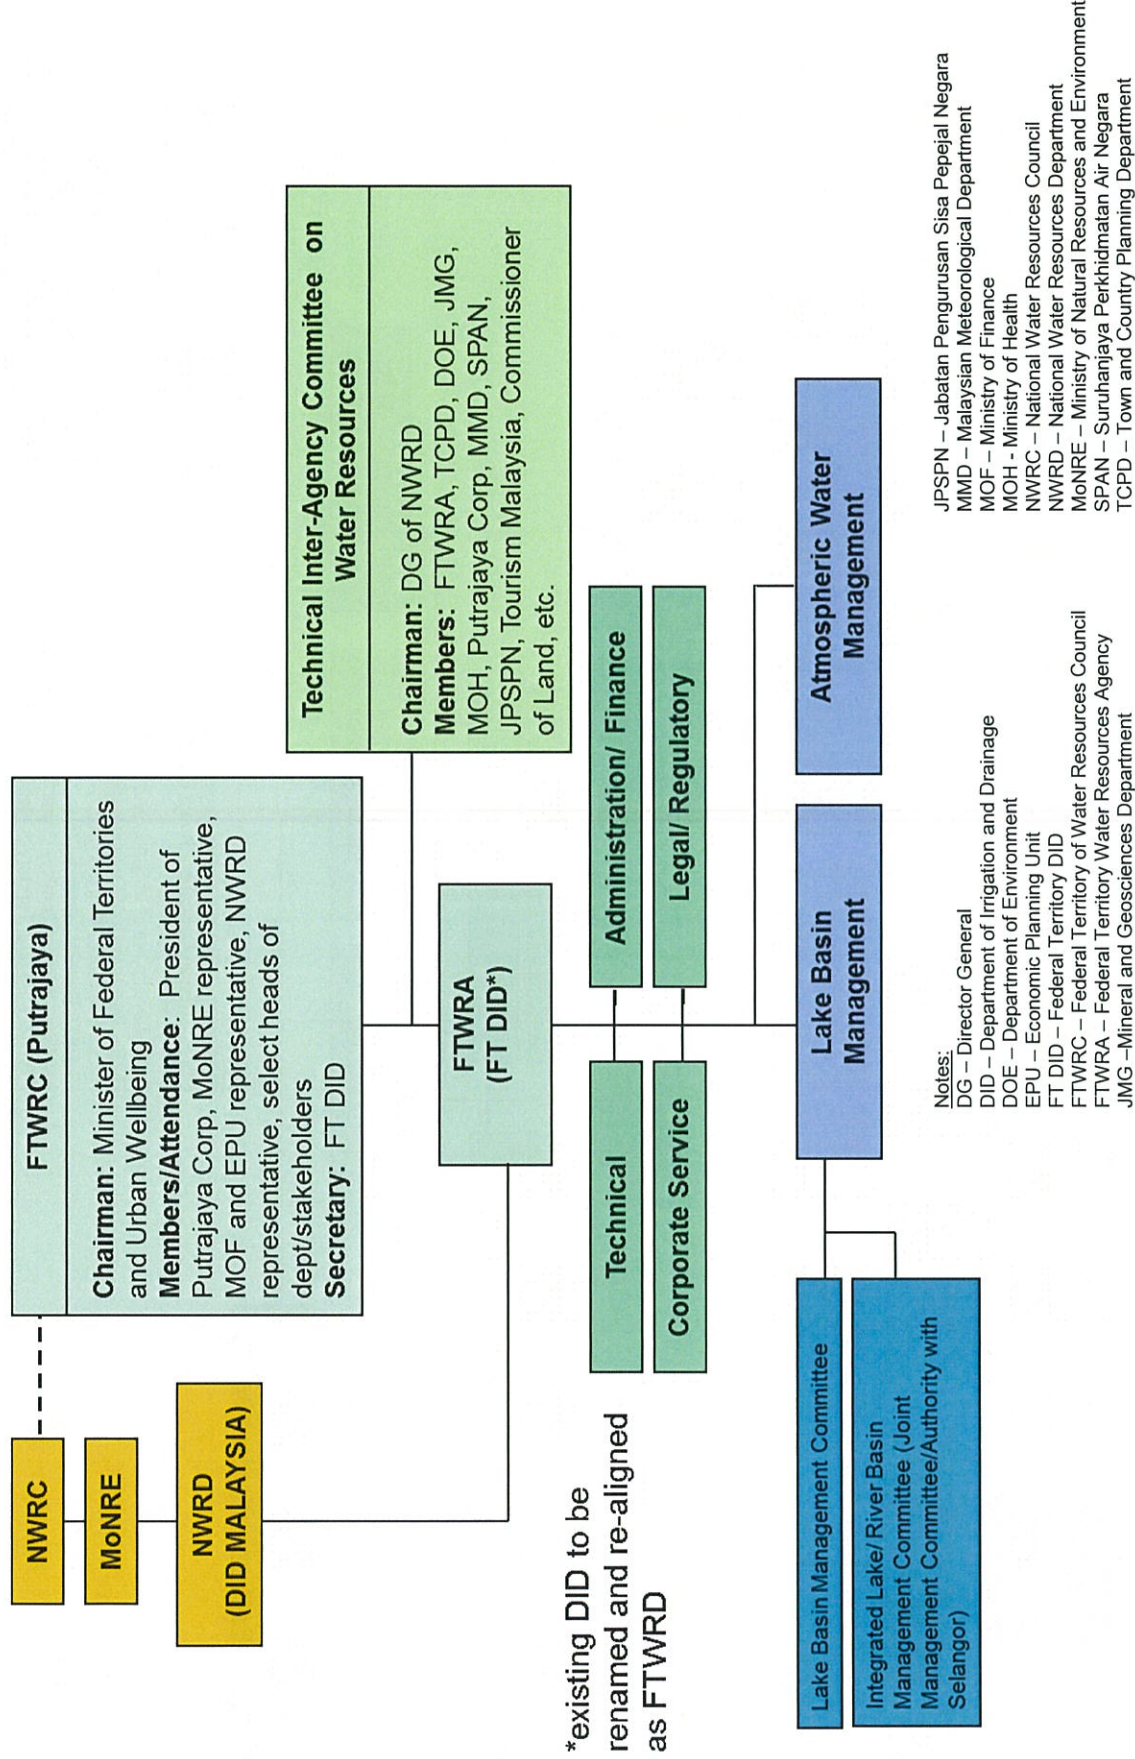 NWRC
MoNRE
NWRD
(DID MALAYSIA)
FTWRC (Putrajaya)
Chairman: Minister of Federal Territories
and Urban Wellbeing
Members/Attendance: President of
Putrajaya Corp, MoNRE representative,
MOF and EPU representative, NWRD
representative, select heads of
dept/stakeholders
Secretary: FT DID
Technical Inter-Agency Committee on
Water Resources
Chairman: DG of NWRD
Members: FTWRA, TCPD, DOE, JMG,
MOH, Putrajaya Corp, MMD, SPAN,
JPSPN, Tourism Malaysia, Commissioner
of Land, etc.
FTWRA
(FT DID*)
*existing DID to be
renamed and re-aligned
as FTWRD
Technical
Administration/ Finance
Corporate Service
Legal/ Regulatory
Lake Basin
Management
Atmospheric Water
Management
Lake Basin Management Committee
Integrated Lake/ River Basin
Management Committee (Joint
Management Committee/Authority with
Selangor)
Notes:
DG – Director General
DID – Department of Irrigation and Drainage
DOE – Department of Environment
EPU – Economic Planning Unit
FT DID – Federal Territory DID
FTWRC – Federal Territory of Water Resources Council
FTWRA – Federal Territory Water Resources Agency
JMG –Mineral and Geosciences Department
JPSPN – Jabatan Pengurusan Sisa Pepejal Negara
MMD – Malaysian Meteorological Department
MOF – Ministry of Finance
MOH - Ministry of Health
NWRC – National Water Resources Council
NWRD – National Water Resources Department
MoNRE – Ministry of Natural Resources and Environment
SPAN – Suruhanjaya Perkhidmatan Air Negara
TCPD – Town and Country Planning Department